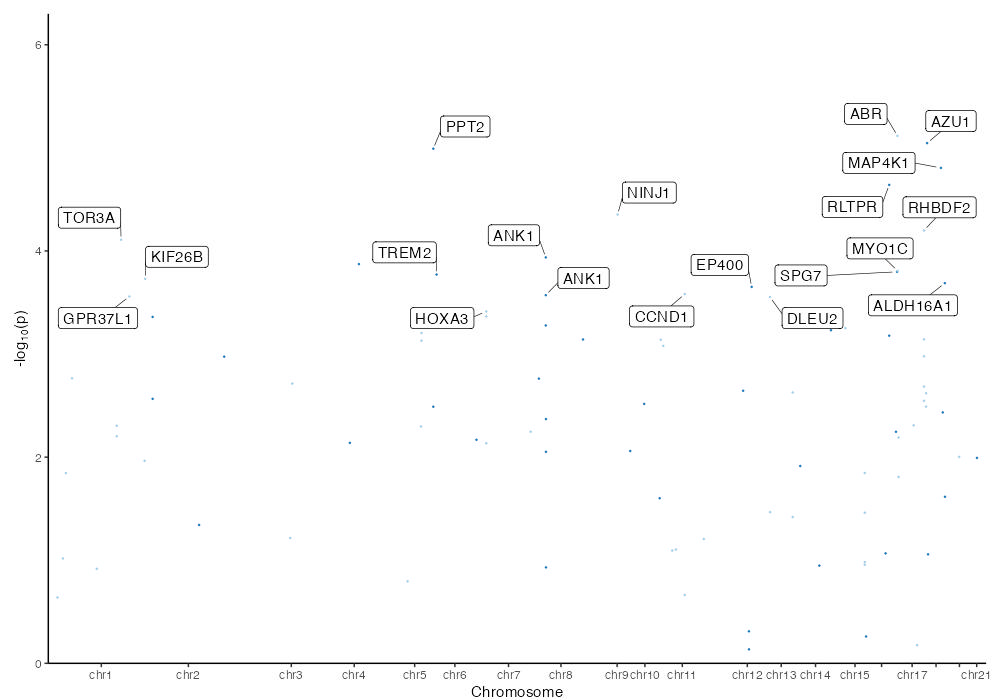 6
ABR
AZU1
PPT2
MAP4K1
NINJ1
RLTPR
RHBDF2
TOR3A
ANK1
4
KIF26B
TREM2
MYO1C
EP400
SPG7
ANK1
GPR37L1
HOXA3
CCND1
DLEU2
ALDH16A1
-log10(p)
2
0
chr1 chr2 chr3 chr4 chr5 chr6 chr7 chr8 chr9 chr10 chr11 chr12 chr13 chr14 chr15 chr17 chr21
Chromosome